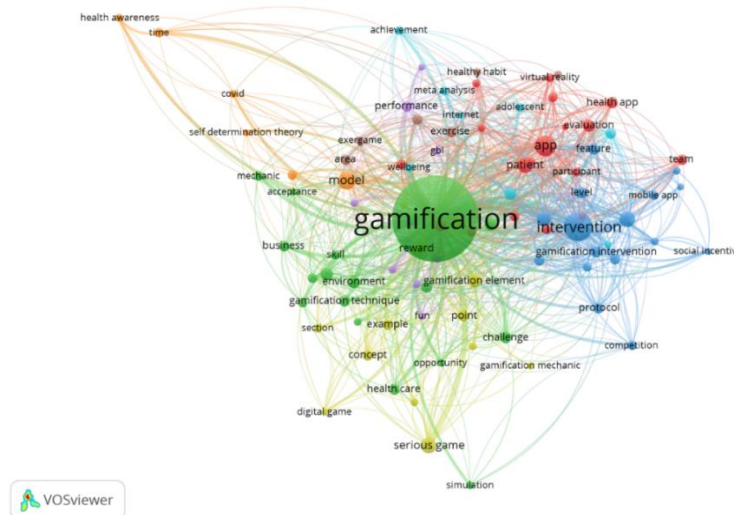 health awareness
time
achievement
covid
healthy habit
virtual reality
meta analysis
health app
performance
internet
adolescent
self determination theory
exergame
exercise
evaluation
gbl
app
feature
area
wellbeing
patient
team
mechanic
model
participant
acceptance
level
mobile app
gamification
intervention
business
reward
skill
gamification intervention
social incentive
environment
gamification element
gamification technique
fun
point
protocol
section
example
challenge
competition
concept
opportunity
gamification mechanic
health care
digital game
serious game
simulation
VOSviewer